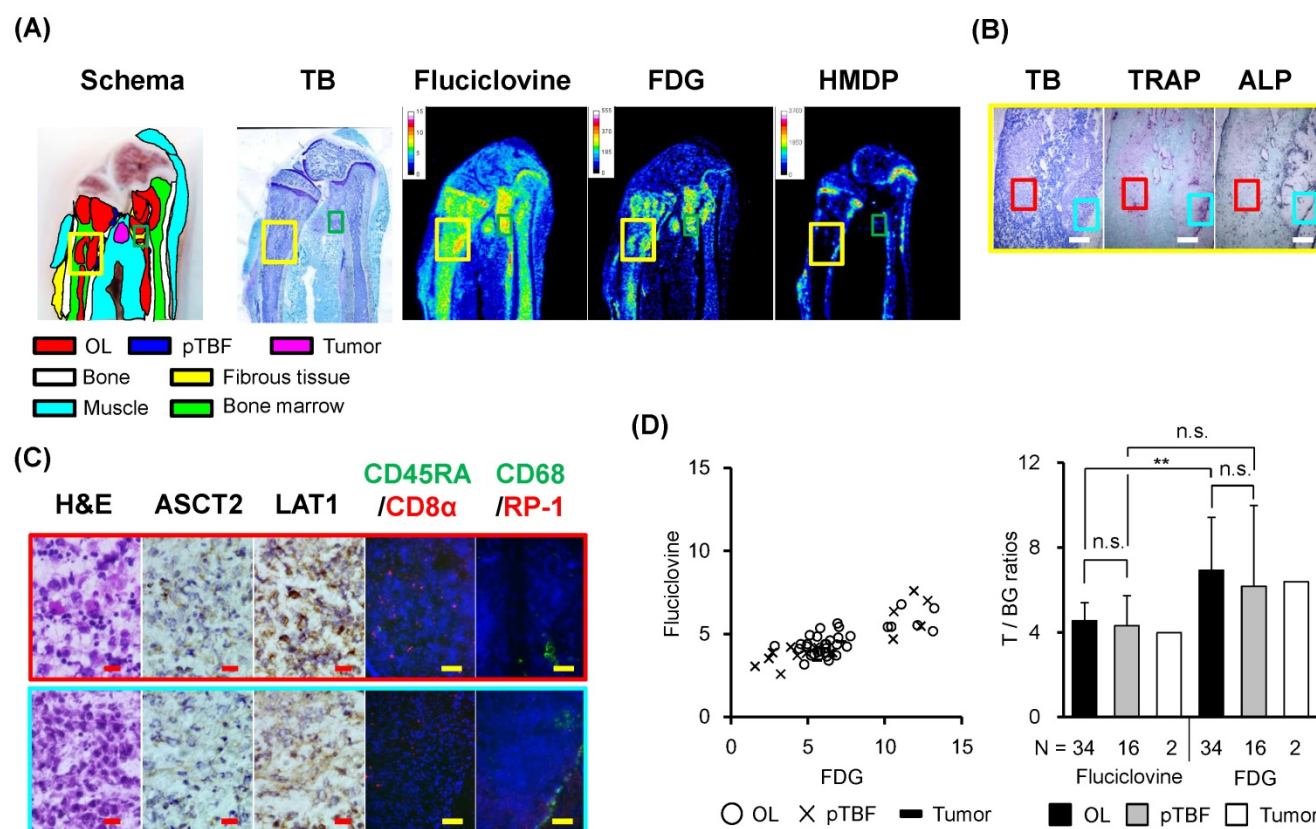 (A)
Schema TB Fluciclovine FDG HMDP
15
10
5
0
555
370
185
0
3700
1850
0
OL pTBF Tumor
Bone Fibrous tissue
Muscle Bone marrow
(B)
TB TRAP ALP
(C)
CD45RA CD68
H&E ASCT2 LAT1 /CD8α /RP-1
(D)
Fluciclovine
15
10
5
0
0 5 10 15
FDG
OL pTBF Tumor
T / BG ratios
12
8
4
0
n.s.
**
n.s.
n.s.
N = 34 16 2 34 16 2
Fluciclovine FDG
OL pTBF Tumor